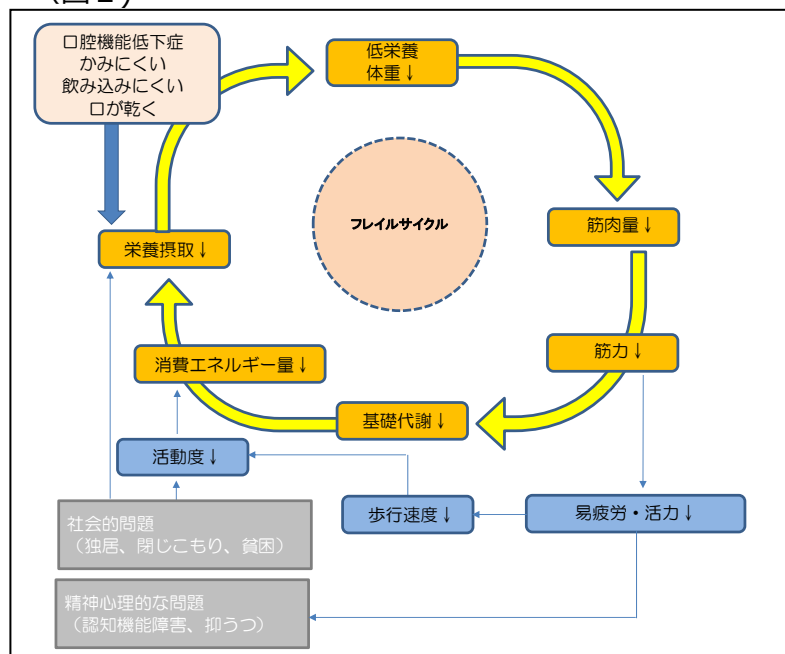 口腔機能低下症
かみにくい
飲み込みにくい
口が乾く
低栄養
体重↓
フレイルサイクル
筋肉量↓
栄養摂取↓
筋力↓
消費エネルギー量↓
基礎代謝↓
活動度↓
歩行速度↓
易疲労・活力↓
社会的問題
（独居、閉じこもり、貧困）
精神心理的な問題
（認知機能障害、抑うつ）